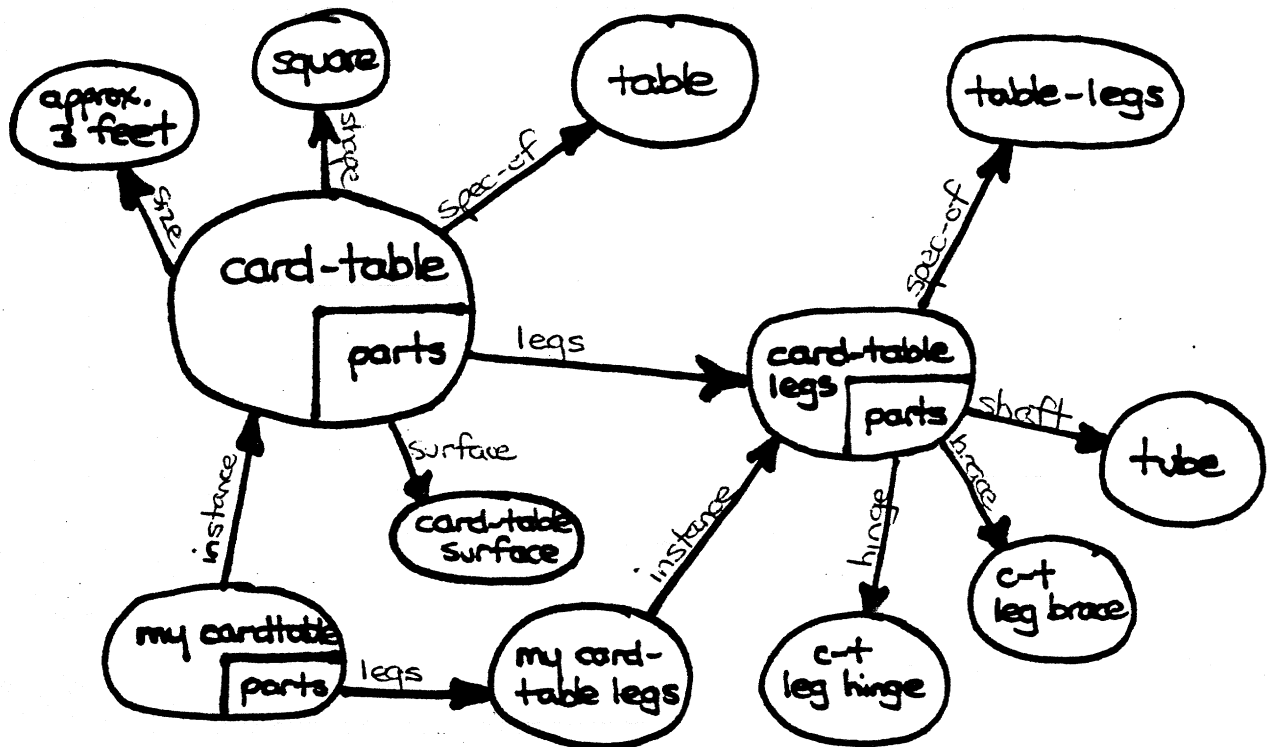 square
table
approx.
3 feet
table-legs
shape
spec-of
size
spec-of
card-table
parts
legs
card-table
legs
parts
shaft
tube
surface
brace
instance
hinge
card-table
surface
instance
c-t
leg brace
my cardtable
parts
legs
my card-
table legs
c-t
leg hinge